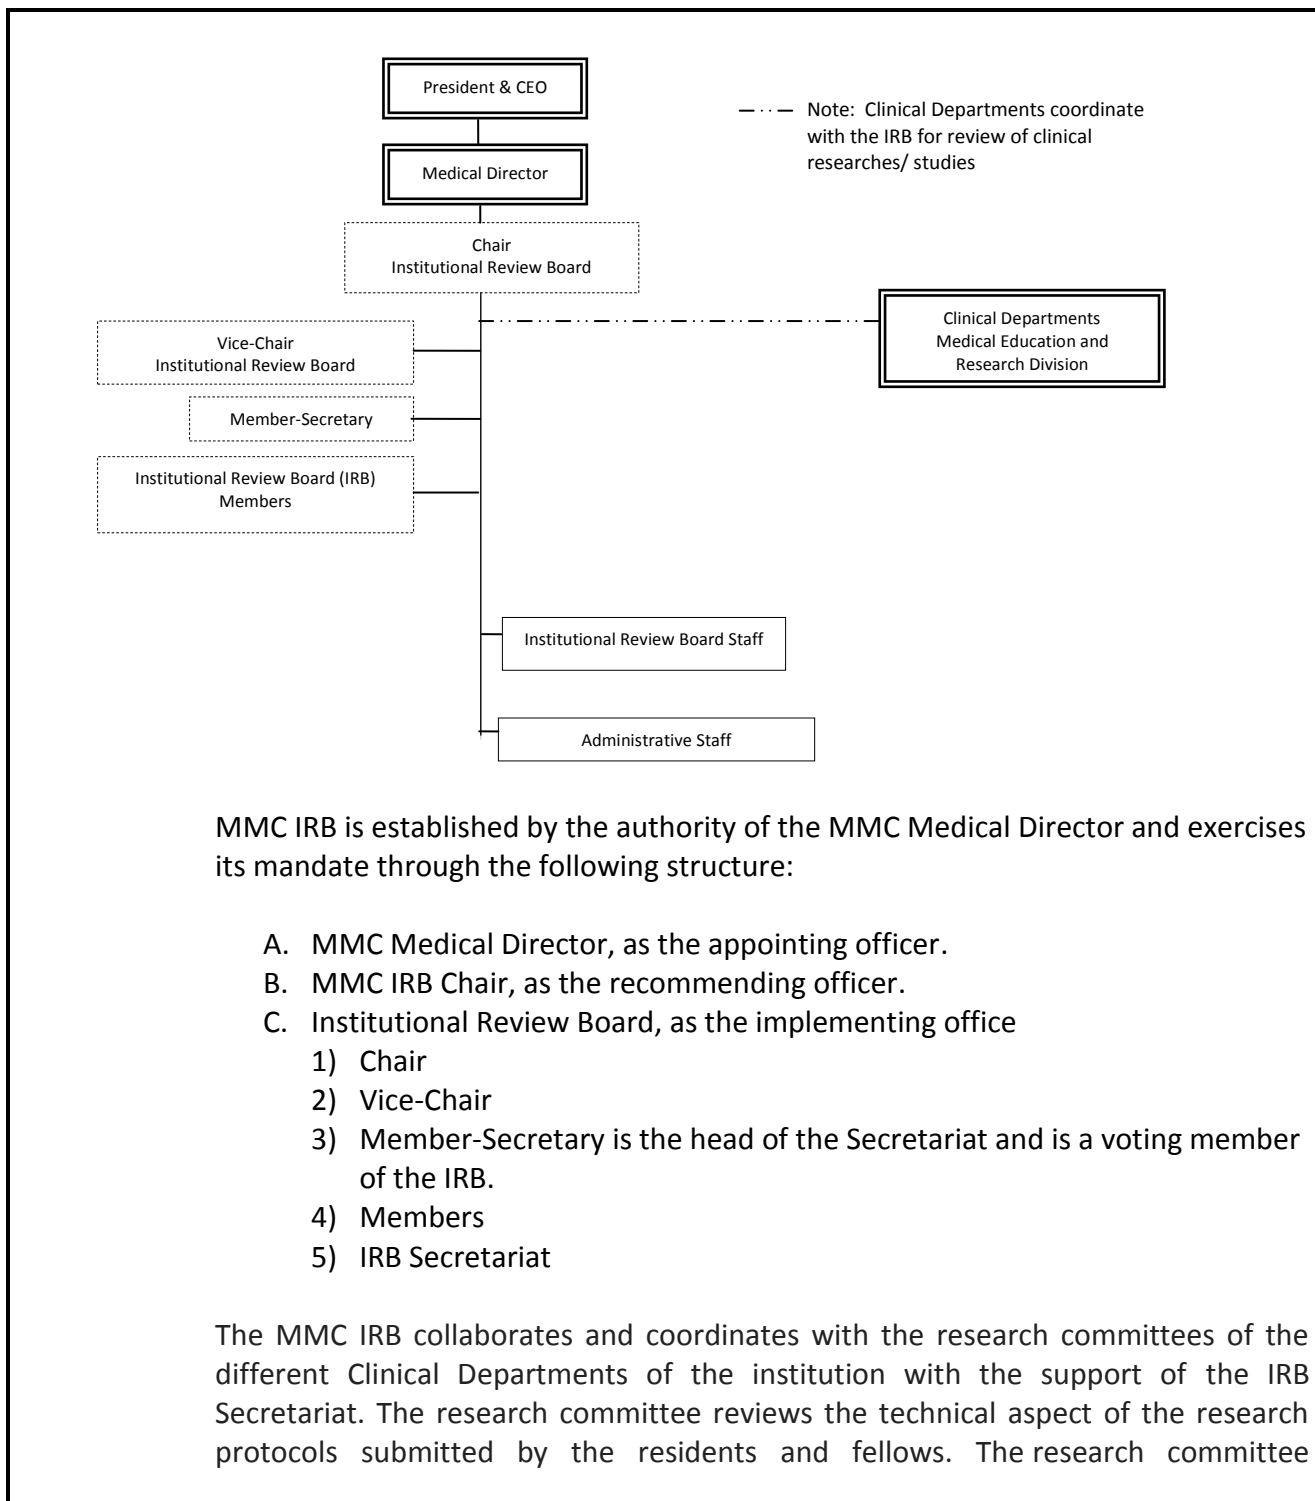 President & CEO
Note: Clinical Departments coordinate
with the IRB for review of clinical
researches/ studies
Medical Director
Chair
Institutional Review Board
Clinical Departments
Medical Education and
Research Division
Vice-Chair
Institutional Review Board
Member-Secretary
Institutional Review Board (IRB)
Members
Institutional Review Board Staff
Administrative Staff
MMC IRB is established by the authority of the MMC Medical Director and exercises
its mandate through the following structure:
A. MMC Medical Director, as the appointing officer.
B. MMC IRB Chair, as the recommending officer.
C. Institutional Review Board, as the implementing office
1) Chair
2) Vice-Chair
3) Member-Secretary is the head of the Secretariat and is a voting member
of the IRB.
4) Members
5) IRB Secretariat
The MMC IRB collaborates and coordinates with the research committees of the
different Clinical Departments of the institution with the support of the IRB
Secretariat. The research committee reviews the technical aspect of the research
protocols submitted by the residents and fellows. The research committee